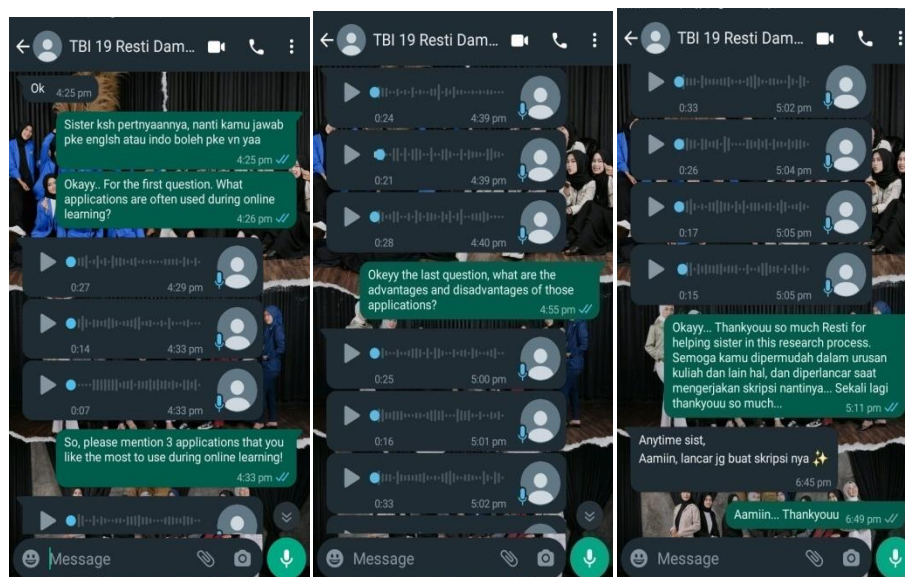 TBI 19 Resti Dam...
Ok 4:25 pm
Sister ksh pertnyaannya, nanti kamu jawab
pke englsh atau indo boleh pke vn yaa
4:25 pm
Okayy.. For the first question. What
applications are often used during online
learning?
4:26 pm
0:27 4:29 pm
0:14 4:33 pm
0:07 4:33 pm
So, please mention 3 applications that you
like the most to use during online learning!
4:33 pm
Message
TBI 19 Resti Dam...
0:24 4:39 pm
0:21 4:39 pm
0:28 4:40 pm
Okeyy the last question, what are the
advantages and disadvantages of those
applications?
4:55 pm
0:25 5:00 pm
0:16 5:01 pm
0:33 5:02 pm
Message
TBI 19 Resti Dam...
0:33 5:02 pm
0:26 5:04 pm
0:17 5:05 pm
0:15 5:05 pm
Okayy... Thankyouu so much Resti for
helping sister in this research process.
Semoga kamu dipermudah dalam urusan
kuliah dan lain hal, dan diperlancar saat
mengerjakan skripsi nantinya... Sekali lagi
thankyouu so much...
5:11 pm
Anytime sist,
Aamiin, lancar jg buat skripsi nya ✨
6:45 pm
Aamiin... Thankyouu 6:49 pm
Message